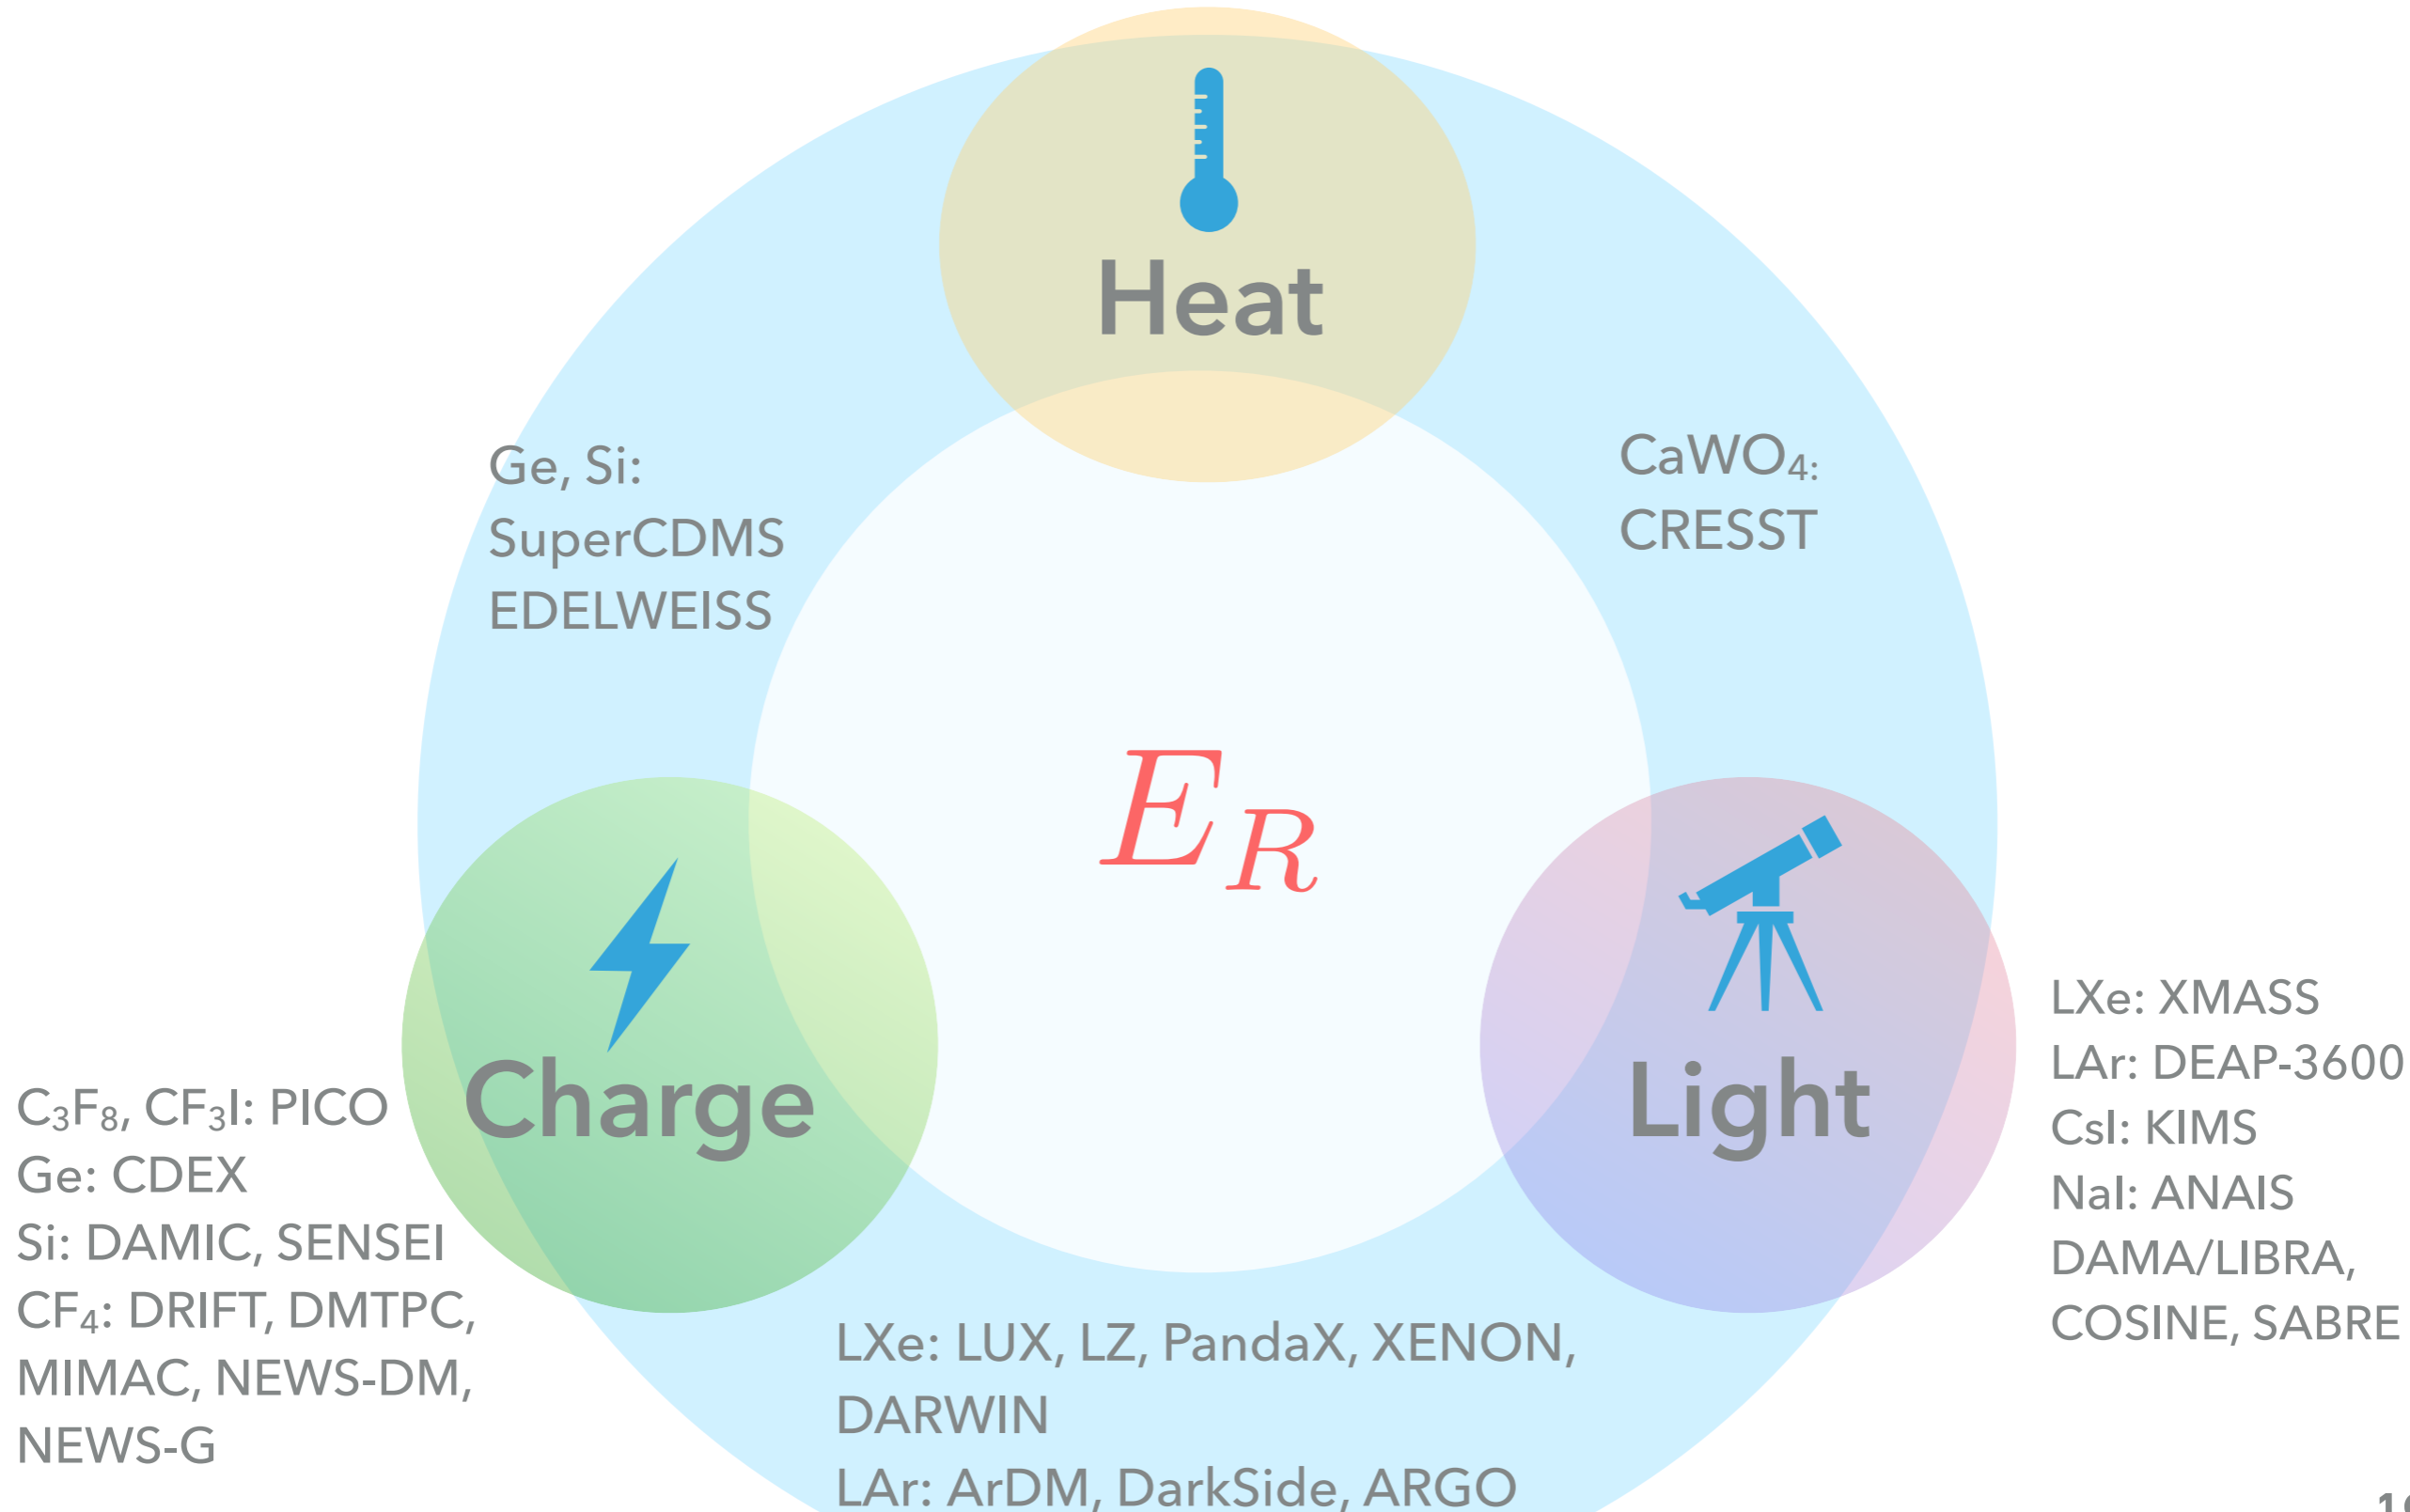 Heat
Ge, Si:
SuperCDMS
EDELWEISS
CaWO₄:
CRESST
E_R
Charge
Light
C₃F₈, CF₃I: PICO
Ge: CDEX
Si: DAMIC, SENSEI
CF₄: DRIFT, DMTPC,
MIMAC, NEWS-DM,
NEWS-G
LXe: XMASS
LAr: DEAP-3600
CsI: KIMS
NaI: ANAIS
DAMA/LIBRA,
COSINE, SABRE
LXe: LUX, LZ, PandaX, XENON,
DARWIN
LAr: ArDM, DarkSide, ARGO